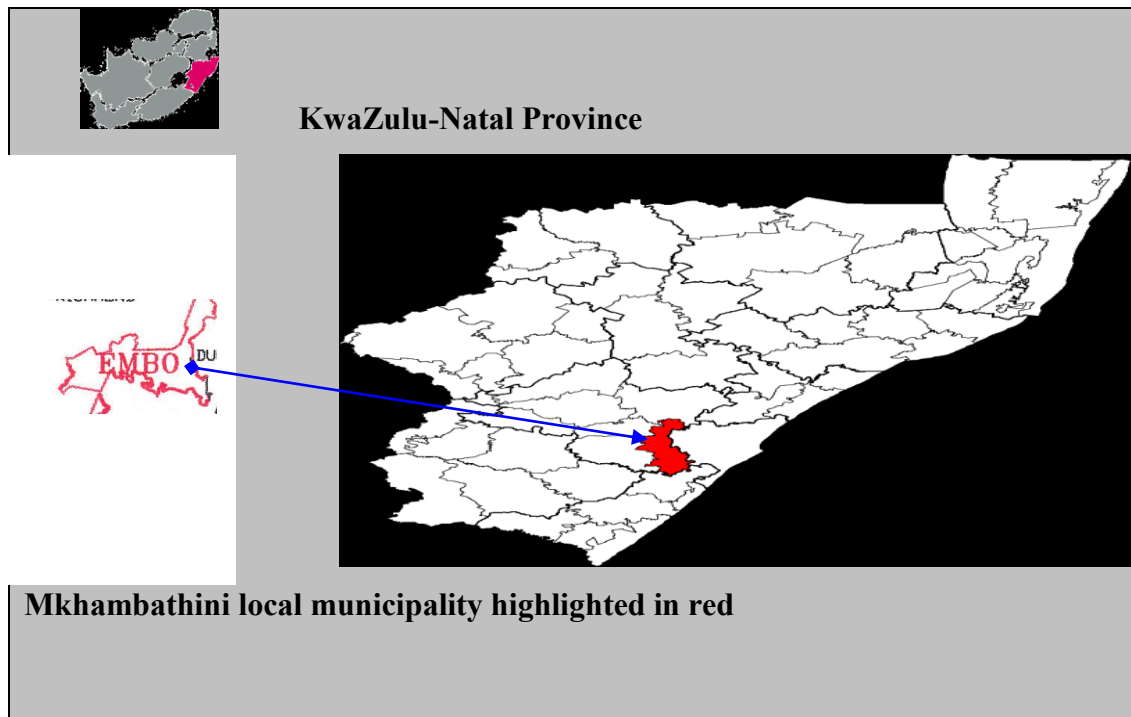 KwaZulu-Natal Province
EMBO
DU
Mkhambathini local municipality highlighted in red